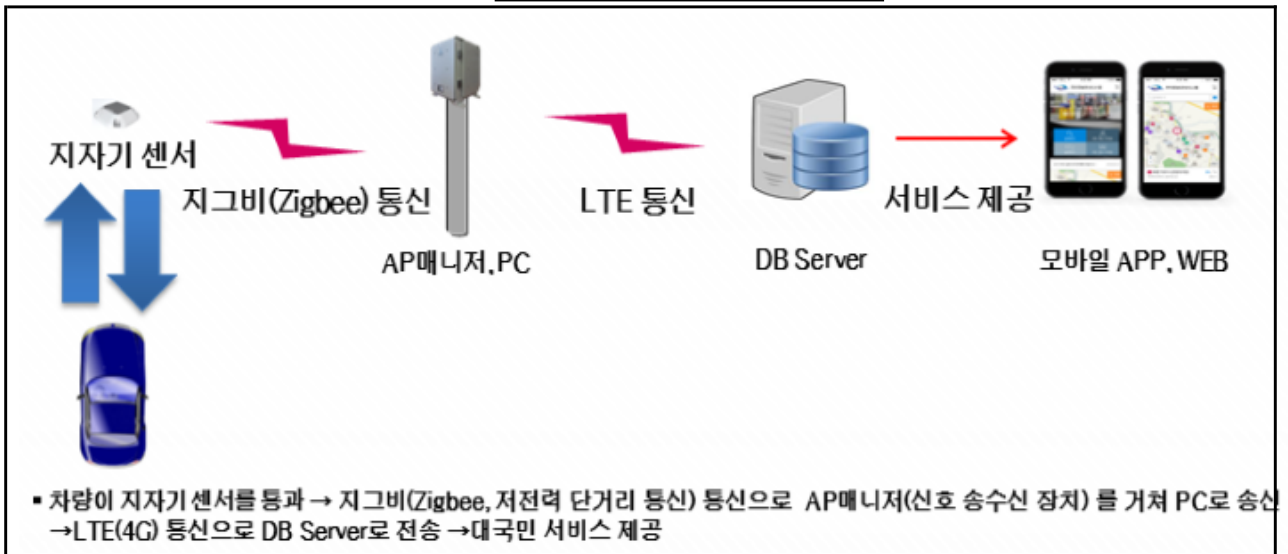 지자기 센서
지그비(Zigbee) 통신
LTE 통신
서비스 제공
AP매니저,PC
DB Server
모바일 APP, WEB
▪ 차량이 지자기센서를 통과 → 지그비(Zigbee, 저전력 단거리 통신) 통신으로 AP매니저(신호 송수신 장치) 를 거쳐 PC로 송신
→LTE(4G) 통신으로 DB Server로 전송 →대국민 서비스 제공